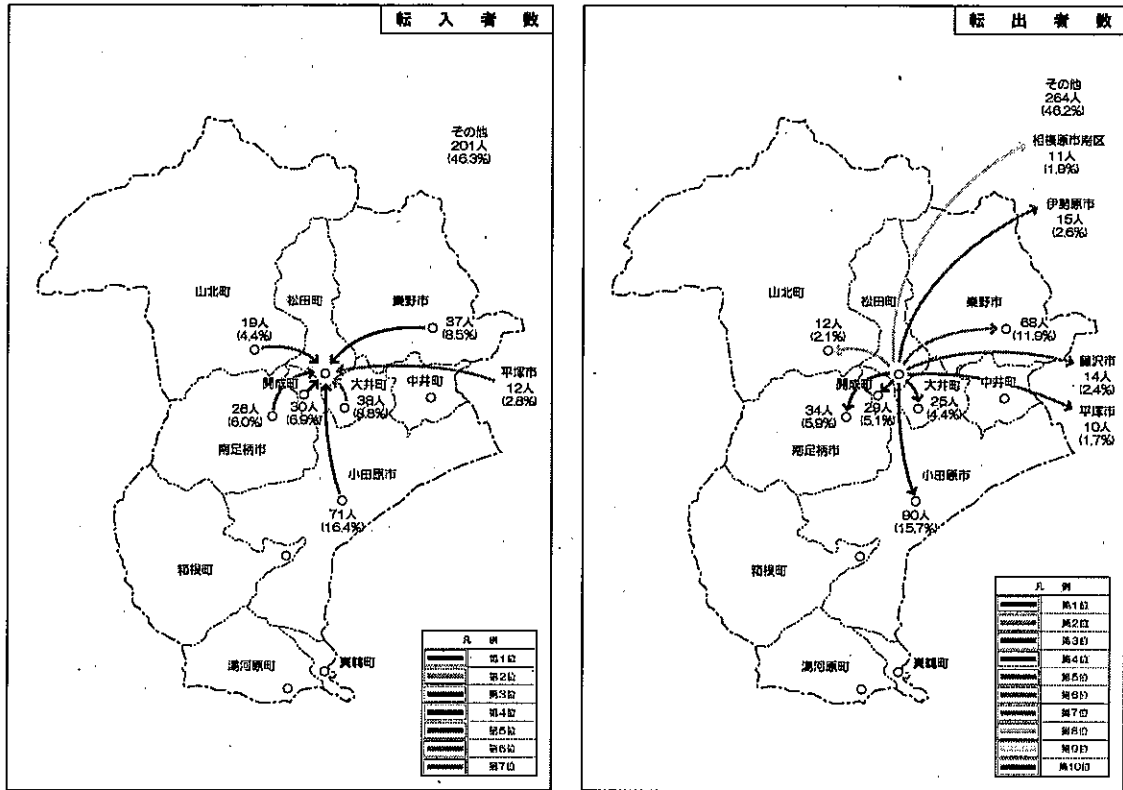 転入者数
その他
201人
(46.3%)
山北町
松田町
秦野市
19人
(4.4%)
37人
(8.5%)
平塚市
12人
(2.8%)
開成町
大井町
中井町
26人
(6.0%)
30人
(6.9%)
38人
(8.8%)
南足柄市
小田原市
71人
(16.4%)
箱根町
湯河原町
真鶴町
凡例
第1位
第2位
第3位
第4位
第5位
第6位
第7位
転出者数
その他
264人
(46.2%)
相模原市南区
11人
(1.9%)
伊勢原市
15人
(2.6%)
山北町
松田町
秦野市
12人
(2.1%)
68人
(11.9%)
藤沢市
14人
(2.4%)
平塚市
10人
(1.7%)
開成町
大井町
中井町
34人
(5.9%)
29人
(5.1%)
25人
(4.4%)
南足柄市
小田原市
90人
(15.7%)
箱根町
湯河原町
真鶴町
凡例
第1位
第2位
第3位
第4位
第5位
第6位
第7位
第8位
第9位
第10位